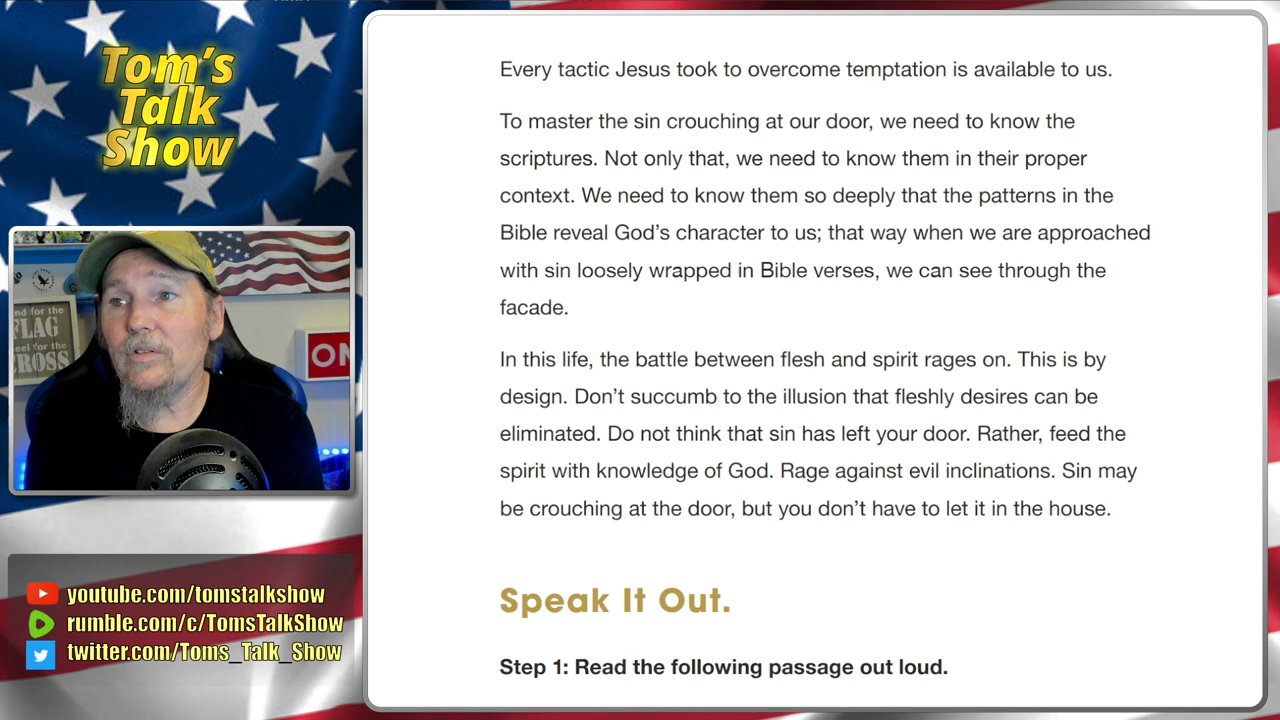 Tom's
Talk
Show
Every tactic Jesus took to overcome temptation is available to us.
To master the sin crouching at our door, we need to know the
scriptures. Not only that, we need to know them in their proper
context. We need to know them so deeply that the patterns in the
Bible reveal God's character to us; that way when we are approached
with sin loosely wrapped in Bible verses, we can see through the
facade.
In this life, the battle between flesh and spirit rages on. This is by
design. Don't succumb to the illusion that fleshly desires can be
eliminated. Do not think that sin has left your door. Rather, feed the
spirit with knowledge of God. Rage against evil inclinations. Sin may
be crouching at the door, but you don't have to let it in the house.
Speak It Out.
Step 1: Read the following passage out loud.
nd for the
FLAG
eel for the
CROSS
ON
youtube.com/tomstalkshow
rumble.com/c/TomsTalkShow
twitter.com/Toms_Talk_Show